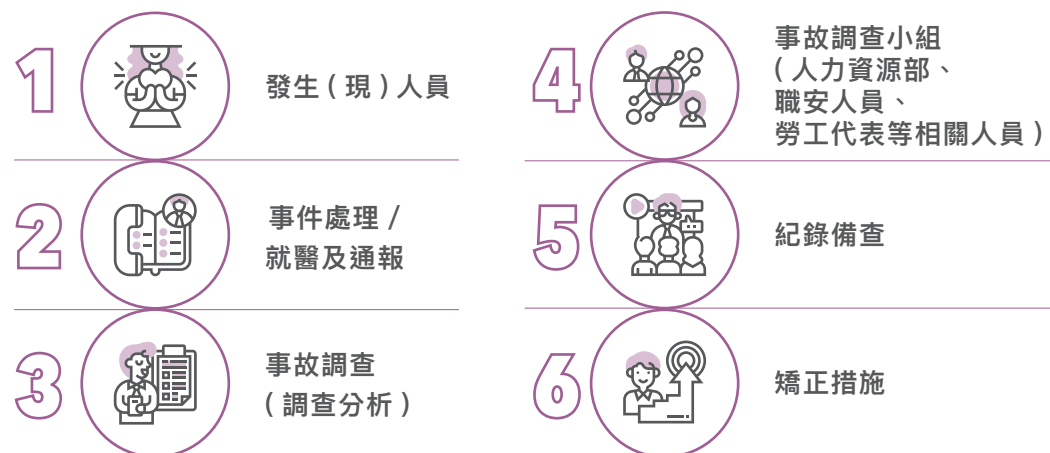 1
發生(現)人員
2
事件處理/
就醫及通報
3
事故調查
(調查分析)
4
事故調查小組
(人力資源部、
職安人員、
勞工代表等相關人員)
5
紀錄備查
6
矯正措施